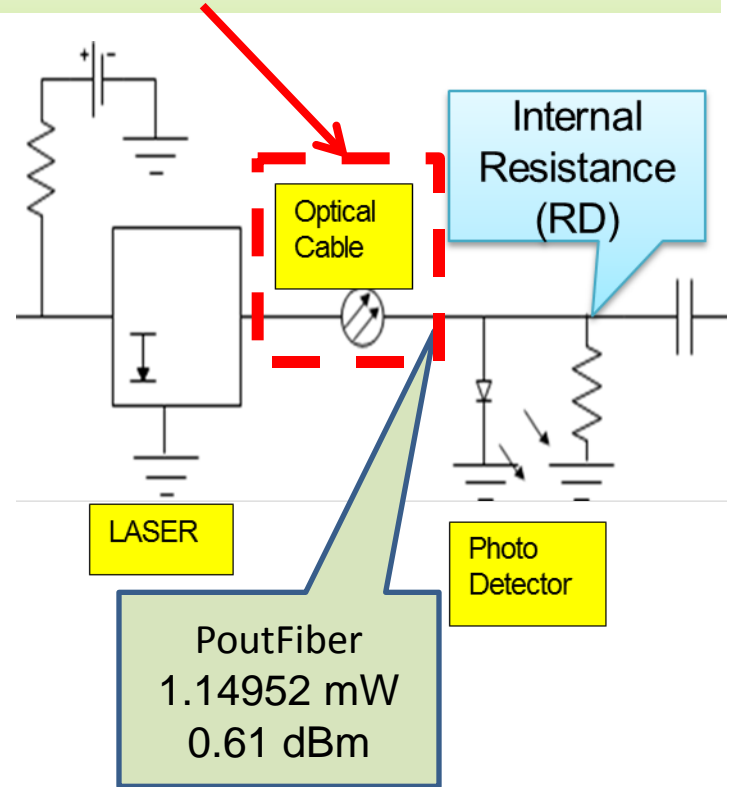 + -
Internal
Resistance
(RD)
Optical
Cable
LASER
Photo
Detector
PoutFiber
1.14952 mW
0.61 dBm